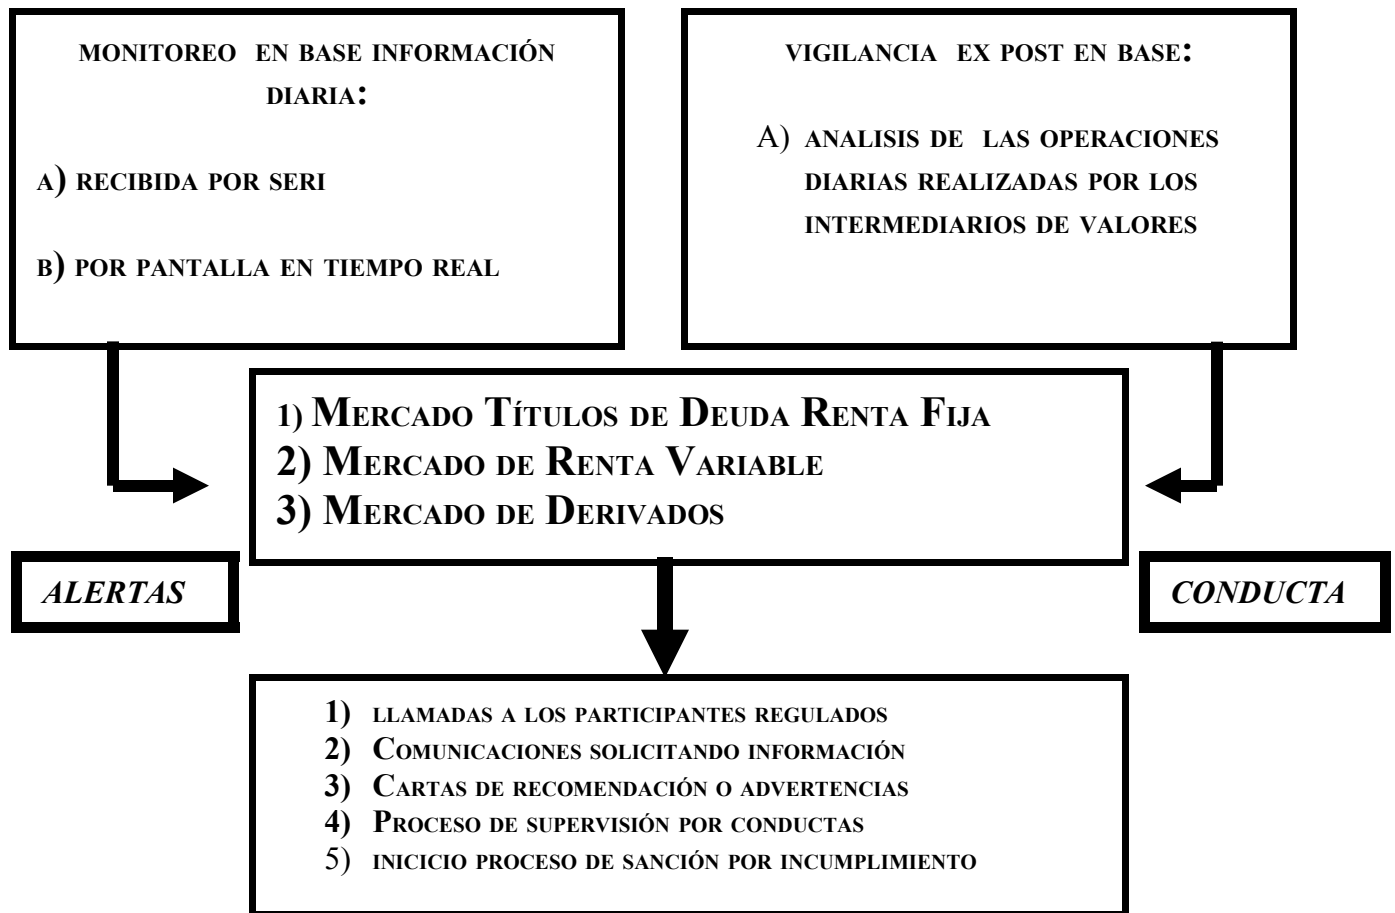 MONITOREO EN BASE INFORMACIÓN
DIARIA:
A) RECIBIDA POR SERI
B) POR PANTALLA EN TIEMPO REAL
VIGILANCIA EX POST EN BASE:
A) ANALISIS DE LAS OPERACIONES
DIARIAS REALIZADAS POR LOS
INTERMEDIARIOS DE VALORES
1) MERCADO TÍTULOS DE DEUDA RENTA FIJA
2) MERCADO DE RENTA VARIABLE
3) MERCADO DE DERIVADOS
ALERTAS
CONDUCTA
1) LLAMADAS A LOS PARTICIPANTES REGULADOS
2) COMUNICACIONES SOLICITANDO INFORMACIÓN
3) CARTAS DE RECOMENDACIÓN O ADVERTENCIAS
4) PROCESO DE SUPERVISIÓN POR CONDUCTAS
5) INICICIO PROCESO DE SANCIÓN POR INCUMPLIMIENTO